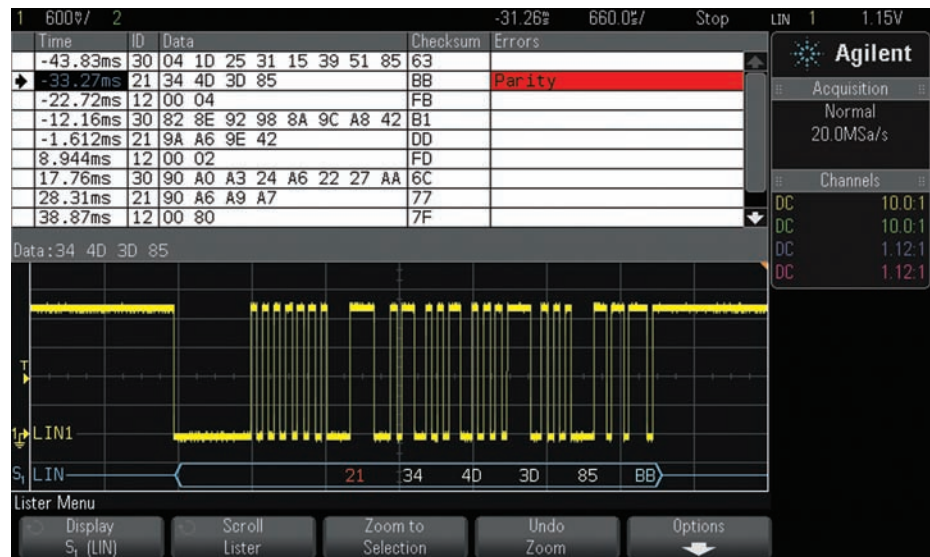 1 600▽/ 2 -31.26ms 660.0us/ Stop LIN 1 1.15V
Time ID Data Checksum Errors
-43.83ms 30 04 1D 25 31 15 39 51 85 63
-33.27ms 21 34 4D 3D 85 BB Parity
-22.72ms 12 00 04 FB
-12.16ms 30 82 8E 92 98 8A 9C A8 42 B1
-1.612ms 21 9A A6 9E 42 DD
8.944ms 12 00 02 FD
17.76ms 30 90 A0 A3 24 A6 22 27 AA 6C
28.31ms 21 90 A6 A9 A7 77
38.87ms 12 00 80 7F
Data:34 4D 3D 85
Agilent
Acquisition
Normal
20.0MSa/s
Channels
DC 10.0:1
DC 10.0:1
DC 1.12:1
DC 1.12:1
T
1 LIN1
S1 LIN 21 34 4D 3D 85 BB
Lister Menu
Display
S1 (LIN)
Scroll
Lister
Zoom to
Selection
Undo
Zoom
Options